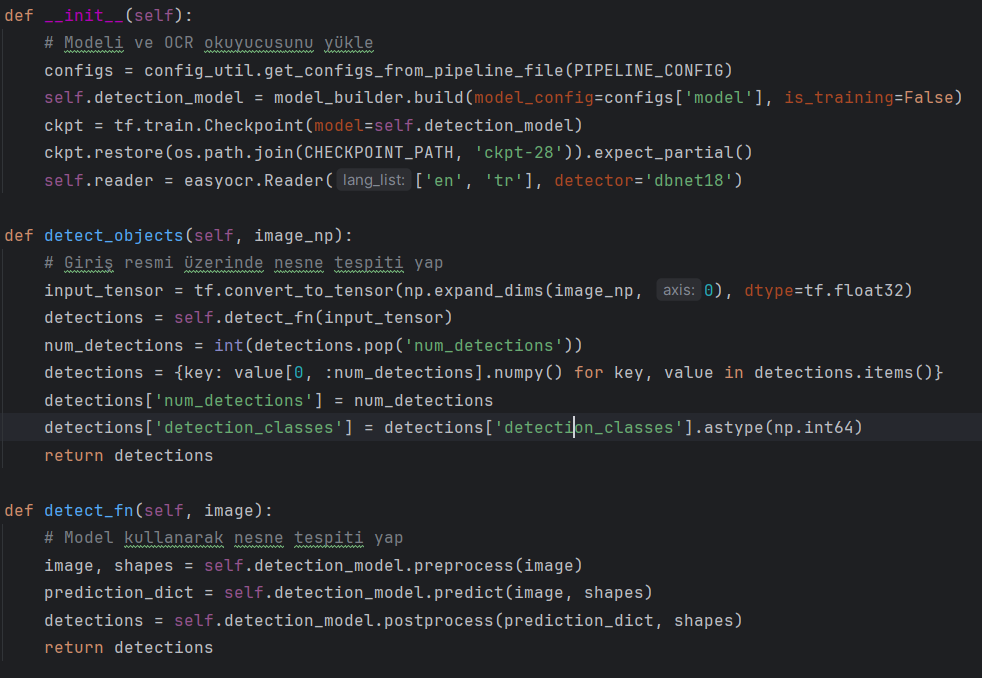 def __init__(self):
    # Modeli ve OCR okuyucusunu yükle
    configs = config_util.get_configs_from_pipeline_file(PIPELINE_CONFIG)
    self.detection_model = model_builder.build(model_config=configs['model'], is_training=False)
    ckpt = tf.train.Checkpoint(model=self.detection_model)
    ckpt.restore(os.path.join(CHECKPOINT_PATH, 'ckpt-28')).expect_partial()
    self.reader = easyocr.Reader( lang_list: ['en', 'tr'], detector='dbnet18')

def detect_objects(self, image_np):
    # Giriş resmi üzerinde nesne tespiti yap
    input_tensor = tf.convert_to_tensor(np.expand_dims(image_np, axis: 0), dtype=tf.float32)
    detections = self.detect_fn(input_tensor)
    num_detections = int(detections.pop('num_detections'))
    detections = {key: value[0, :num_detections].numpy() for key, value in detections.items()}
    detections['num_detections'] = num_detections
    detections['detection_classes'] = detections['detection_classes'].astype(np.int64)
    return detections

def detect_fn(self, image):
    # Model kullanarak nesne tespiti yap
    image, shapes = self.detection_model.preprocess(image)
    prediction_dict = self.detection_model.predict(image, shapes)
    detections = self.detection_model.postprocess(prediction_dict, shapes)
    return detections